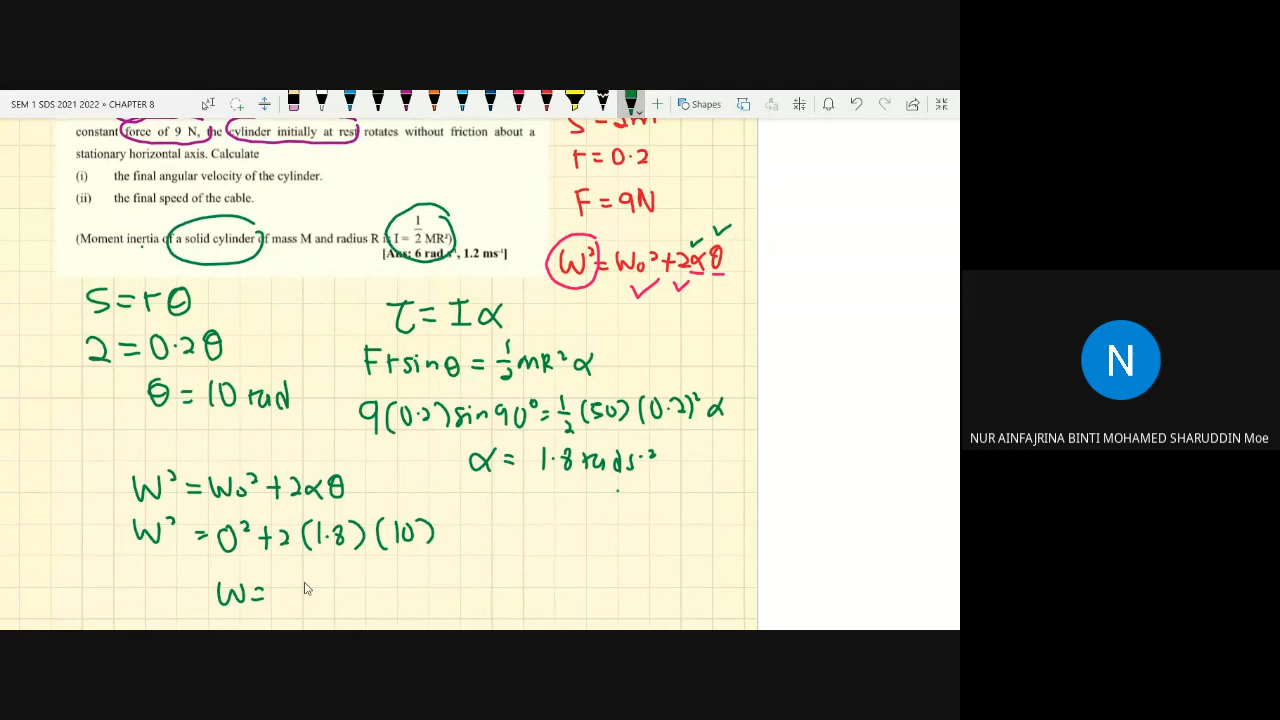 SEM 1 SDS 2021 2022 » CHAPTER 8
Shapes
constant force of 9 N, the cylinder initially at rest rotates without friction about a
stationary horizontal axis. Calculate
(i) the final angular velocity of the cylinder.
(ii) the final speed of the cable.
(Moment inertia of a solid cylinder of mass M and radius R is I = 1/2 MR²)
[Ans: 6 rad s⁻¹, 1.2 ms⁻¹]
r = 0.2
F = 9N
W² = W₀² + 2αθ
S = rθ
2 = 0.2θ
θ = 10 rad
τ = Iα
Fr sin θ = 1/2 MR² α
9(0.2) sin 90° = 1/2 (50) (0.2)² α
α = 1.8 rads⁻²
W² = W₀² + 2αθ
W² = 0² + 2(1.8)(10)
W =
N
NUR AINFAJRINA BINTI MOHAMED SHARUDDIN Moe